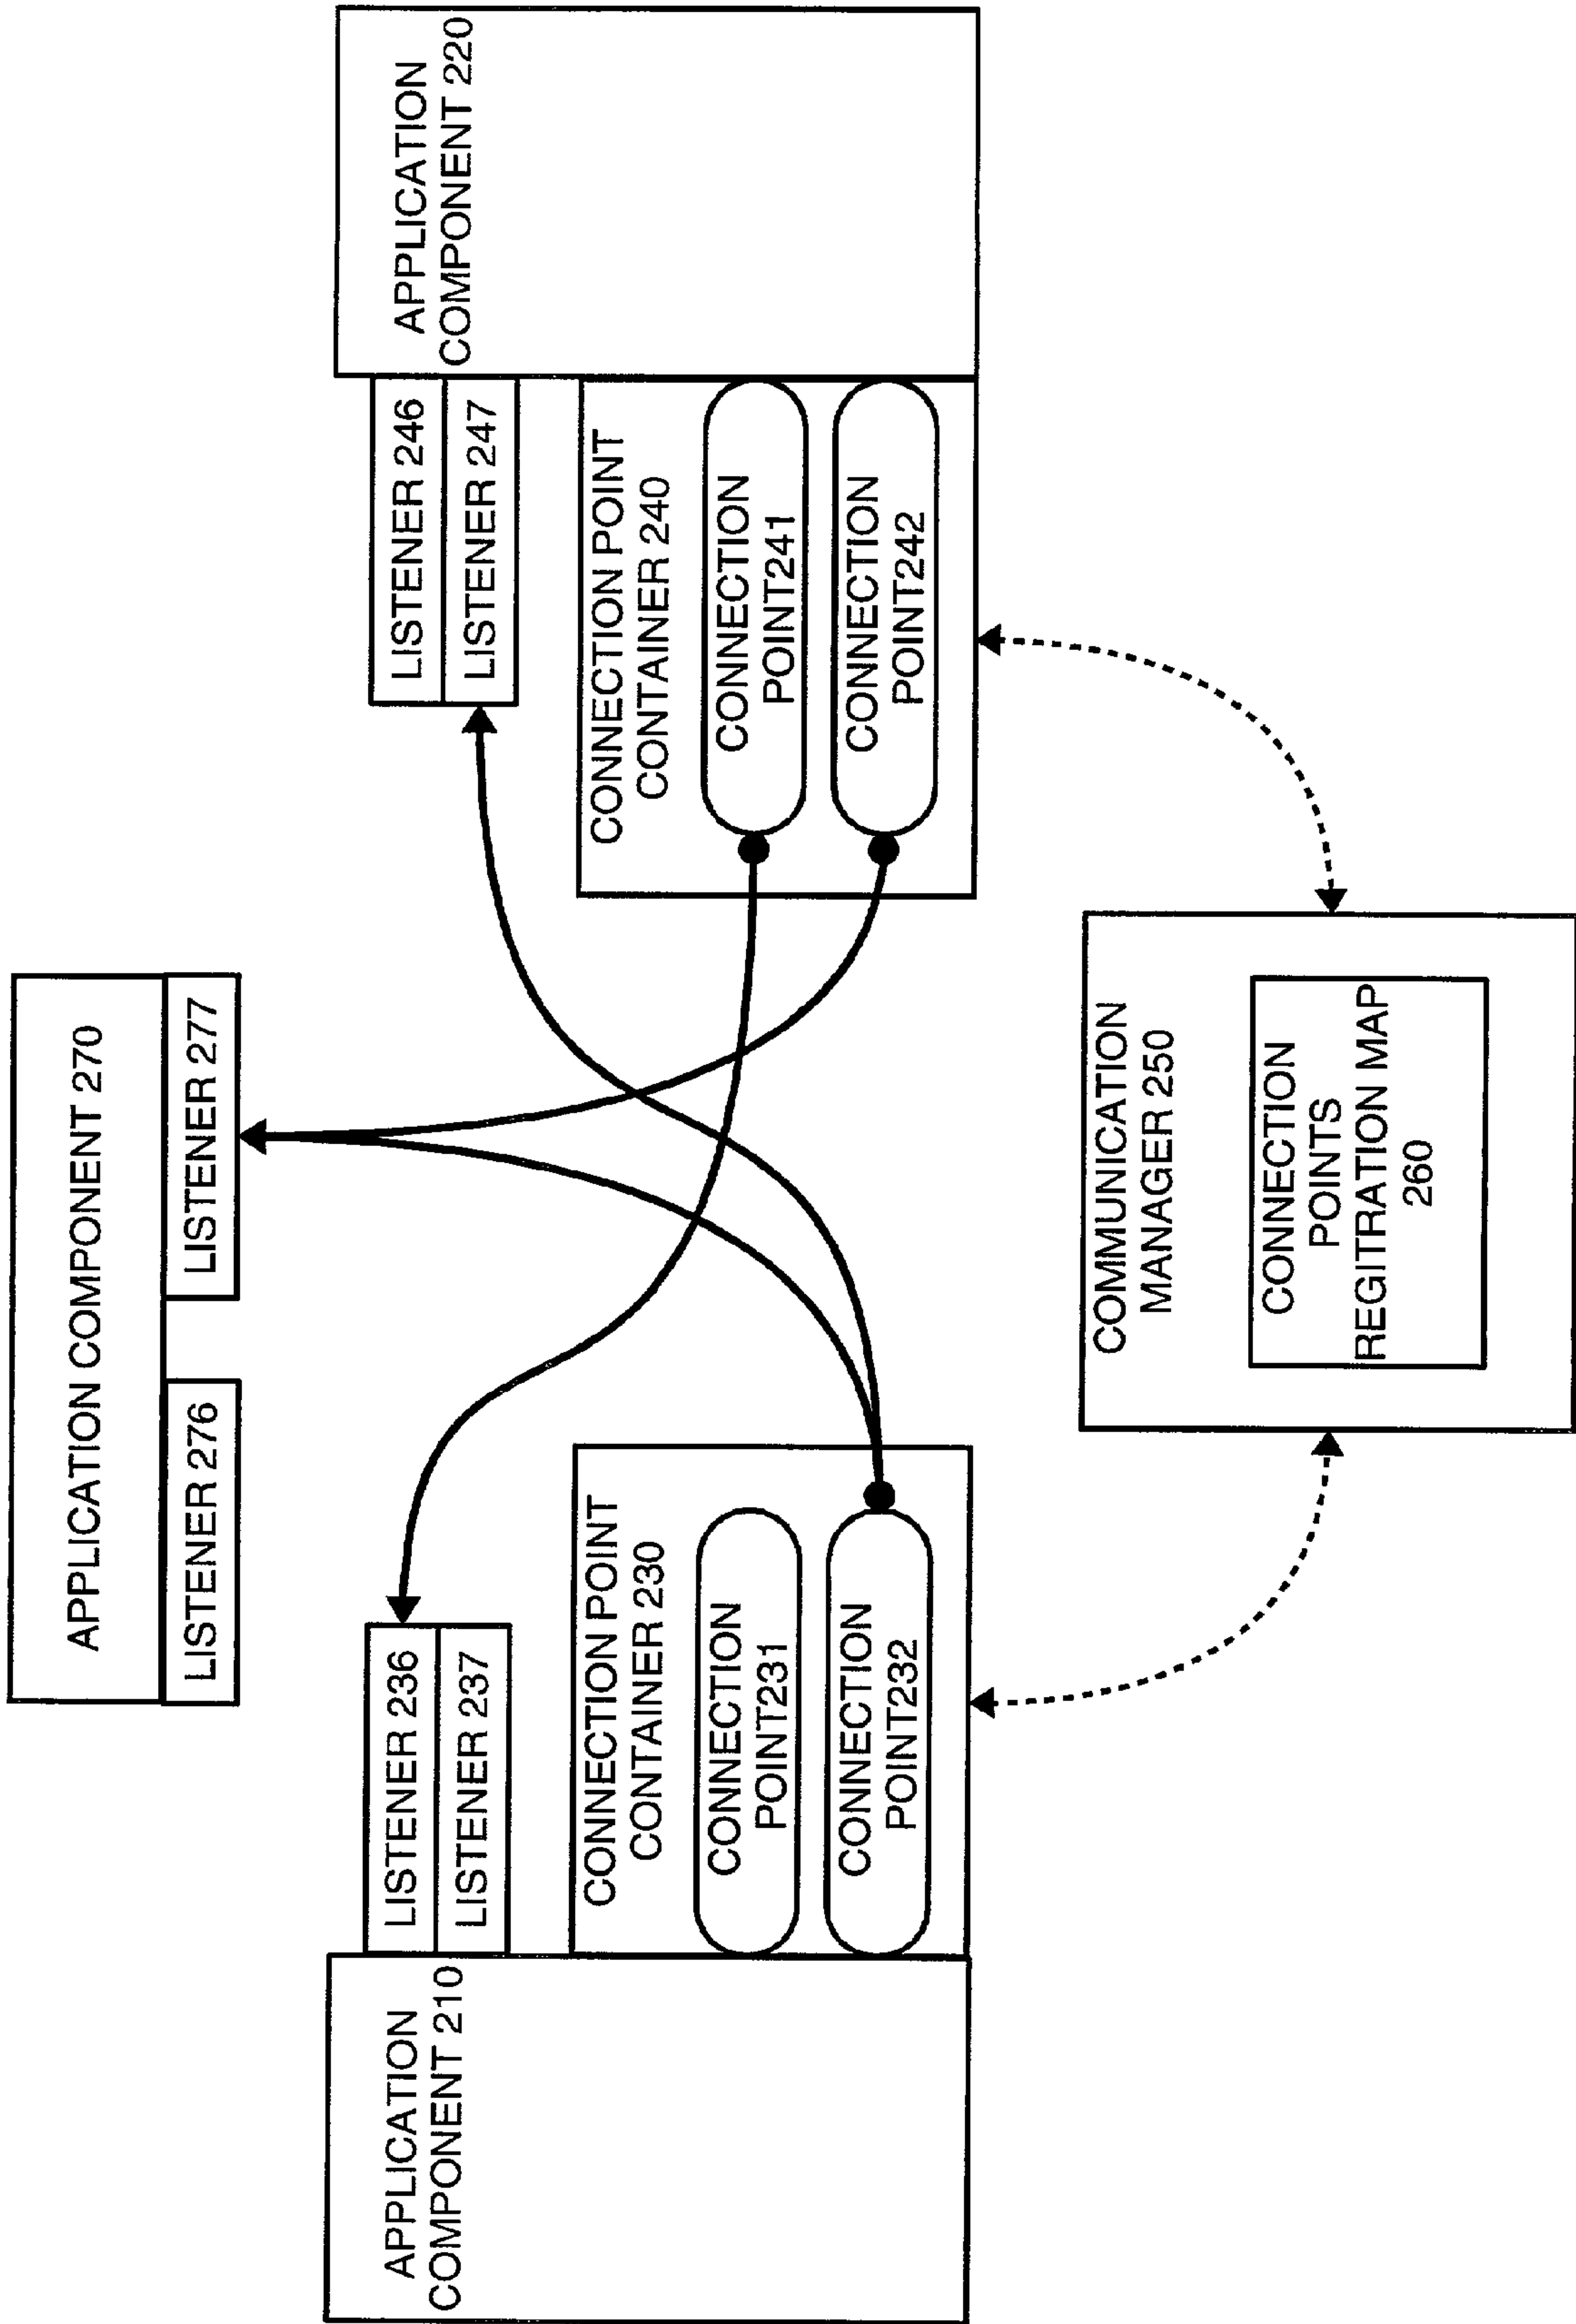 APPLICATION COMPONENT 270
LISTENER 276
LISTENER 277
APPLICATION
COMPONENT 210
LISTENER 236
LISTENER 237
CONNECTION POINT
CONTAINER 230
CONNECTION
POINT231
CONNECTION
POINT232
APPLICATION
COMPONENT 220
LISTENER 246
LISTENER 247
CONNECTION POINT
CONTAINER 240
CONNECTION
POINT241
CONNECTION
POINT242
COMMUNICATION
MANAGER 250
CONNECTION
POINTS
REGITRATION MAP
260